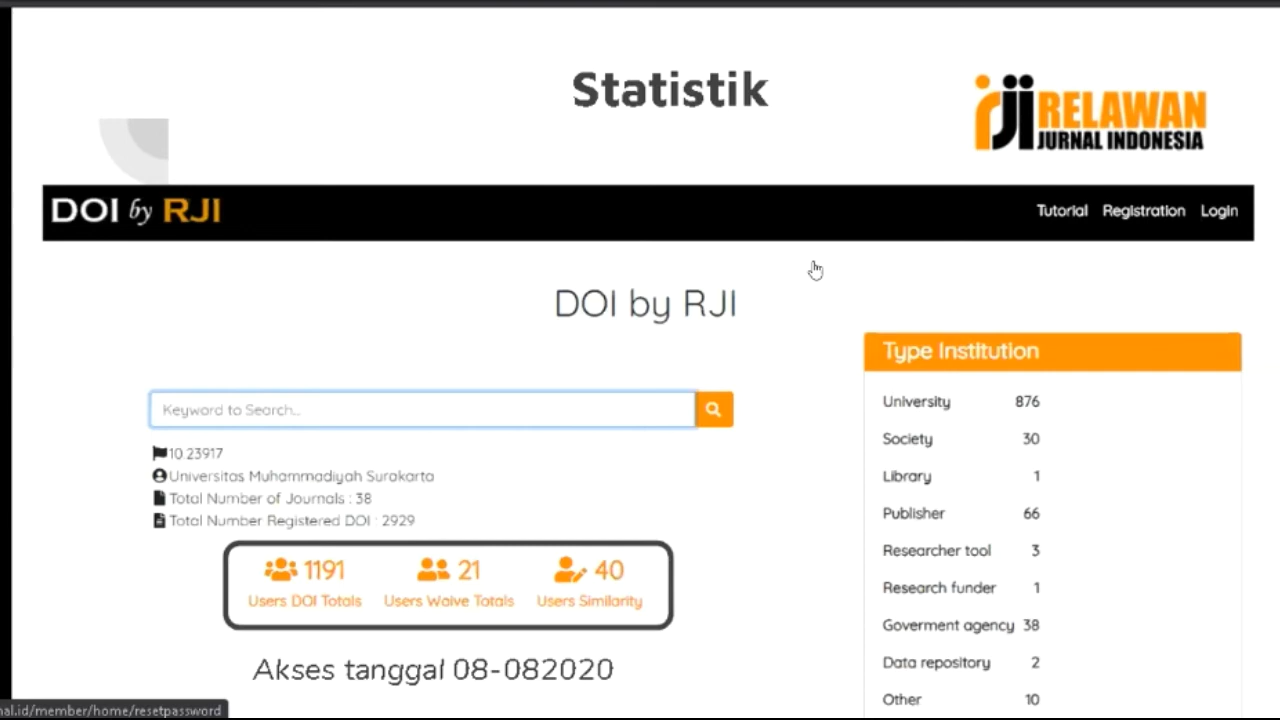 Statistik
RELAWAN
JURNAL INDONESIA
DOI by RJI
Tutorial Registration Login
DOI by RJI
Type Institution
Keyword to Search...
University 876
Society 30
Library 1
Publisher 66
Researcher tool 3
Research funder 1
Goverment agency 38
Data repository 2
Other 10
10.23917
Universitas Muhammadiyah Surakarta
Total Number of Journals : 38
Total Number Registered DOI : 2929
1191 21 40
Users DOI Totals Users Waive Totals Users Similarity
Akses tanggal 08-082020
nal.id/member/home/resetpassword